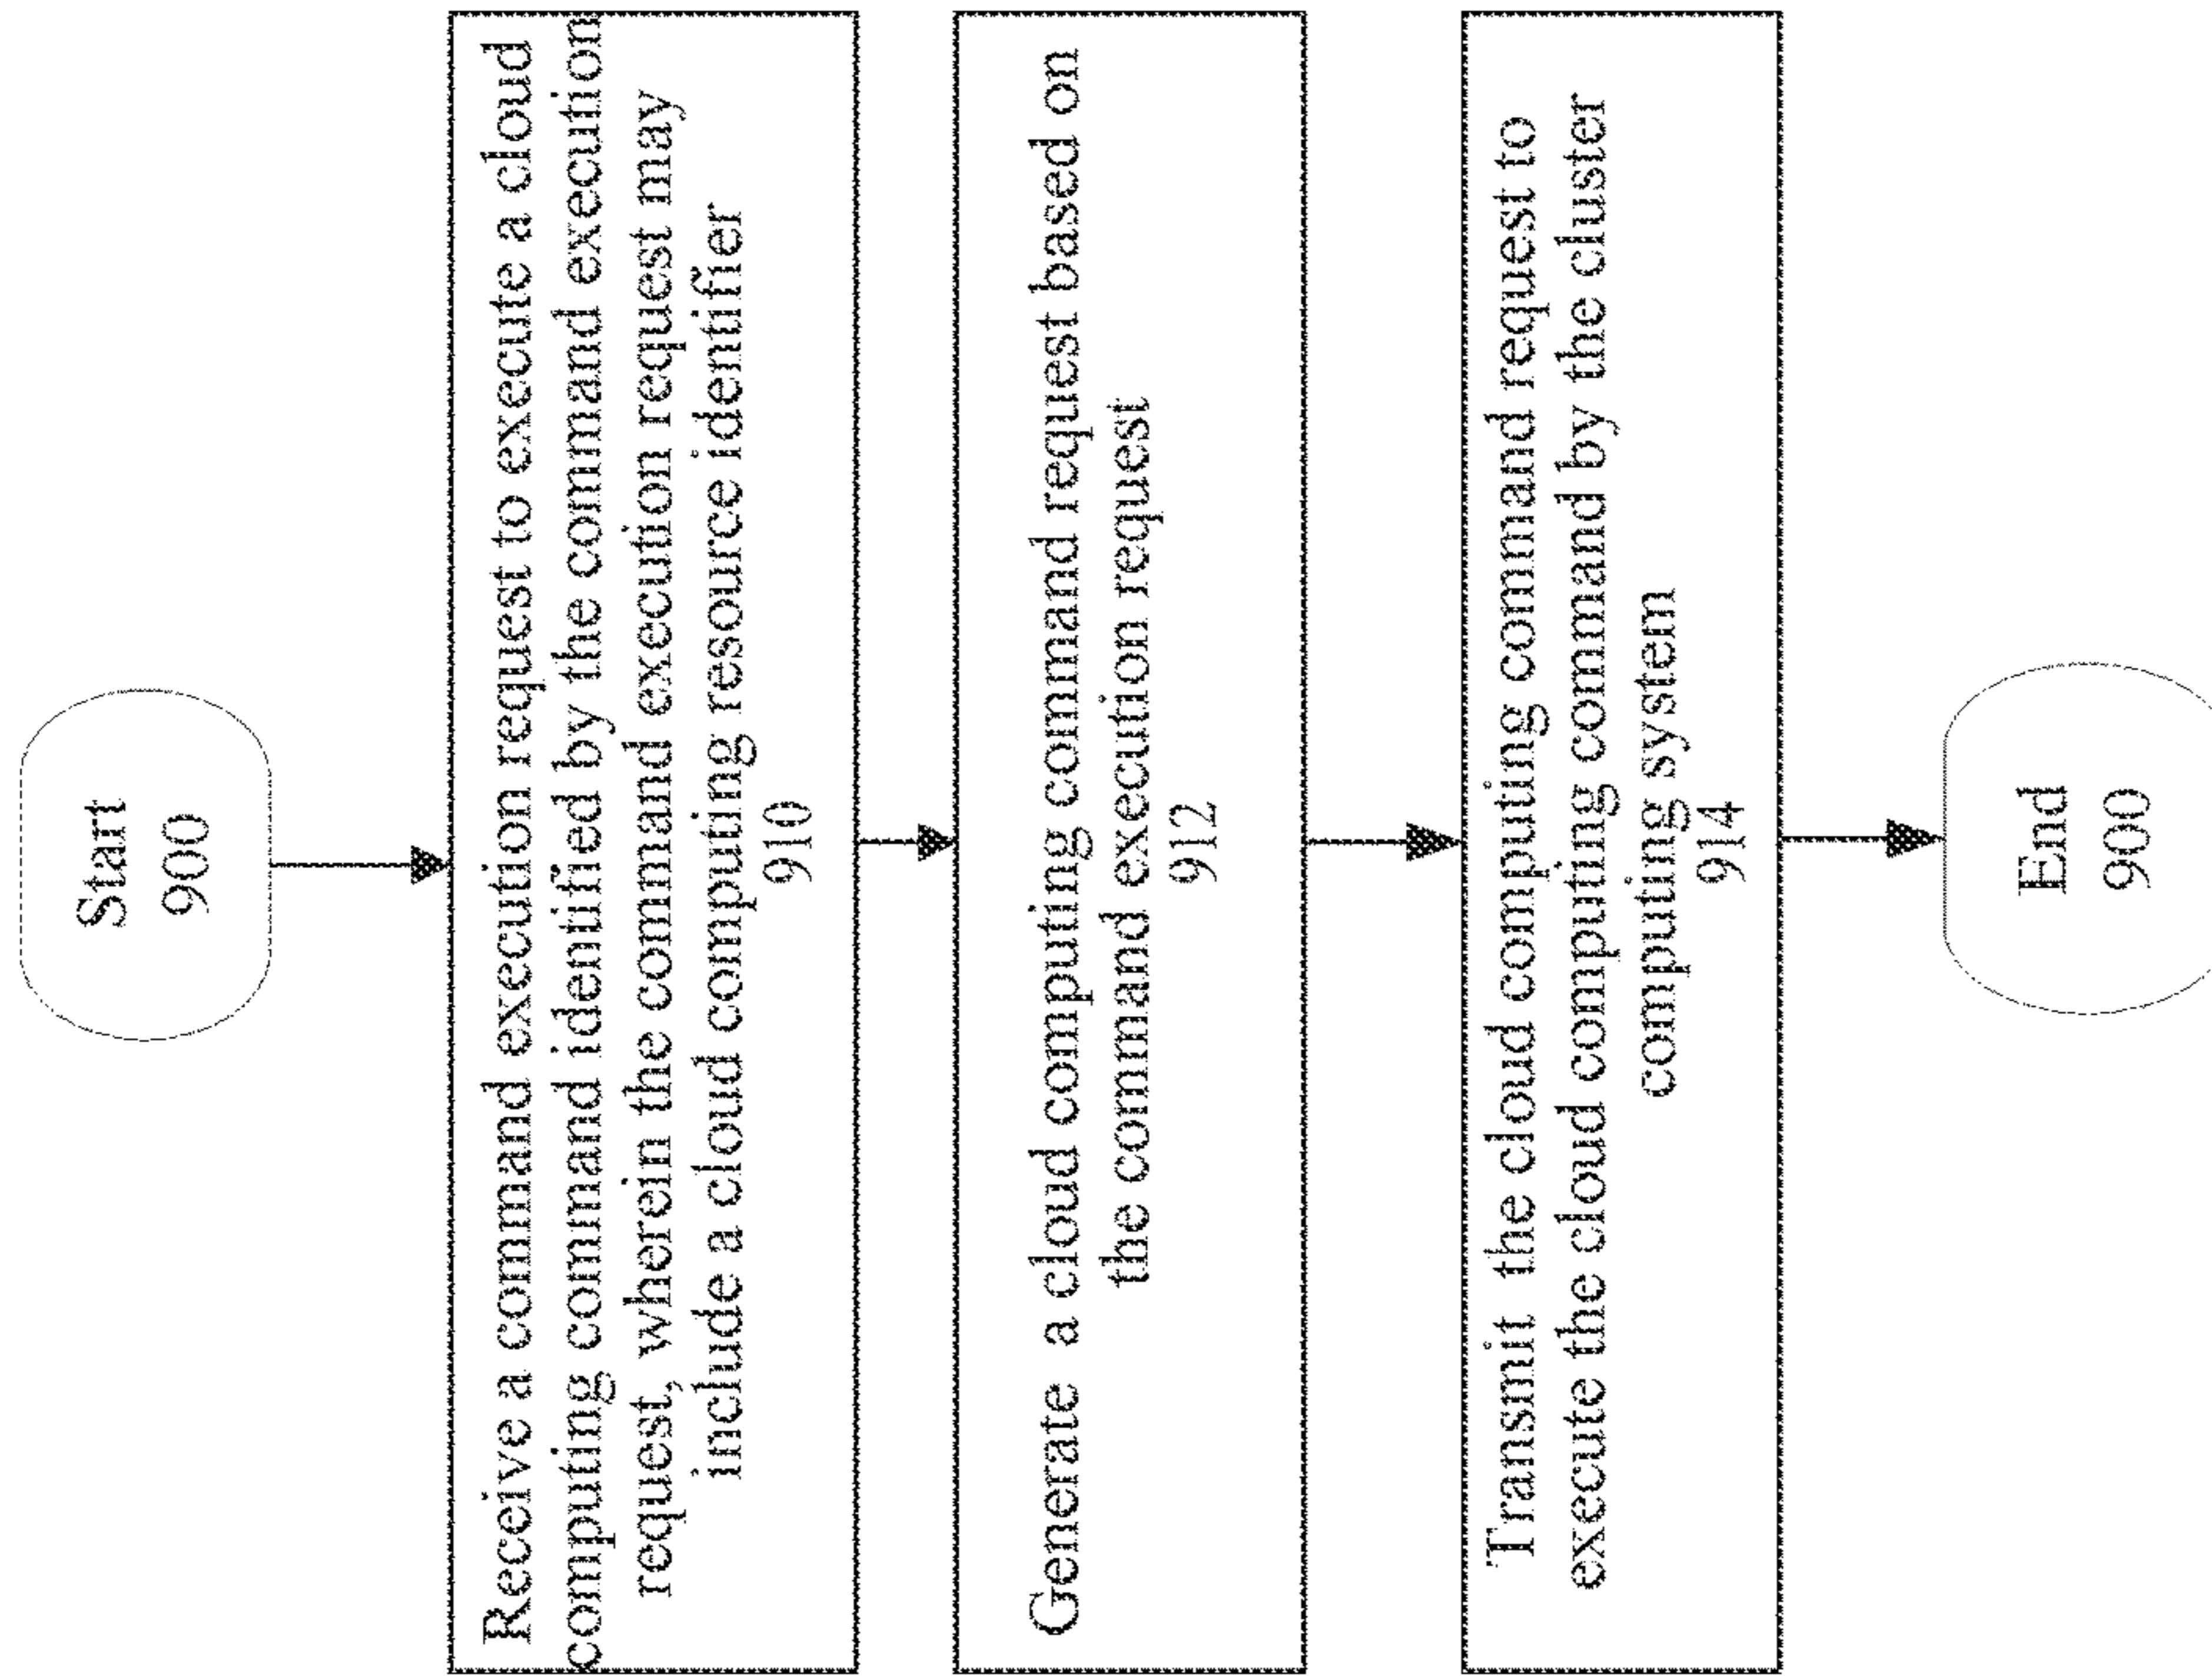 Start
900
Receive a command execution request to execute a cloud
computing command identified by the command execution
request, wherein the command execution request may
include a cloud computing resource identifier
910
Generate a cloud computing command request based on
the command execution request
912
Transmit the cloud computing command request to
execute the cloud computing command by the cluster
computing system
914
End
900